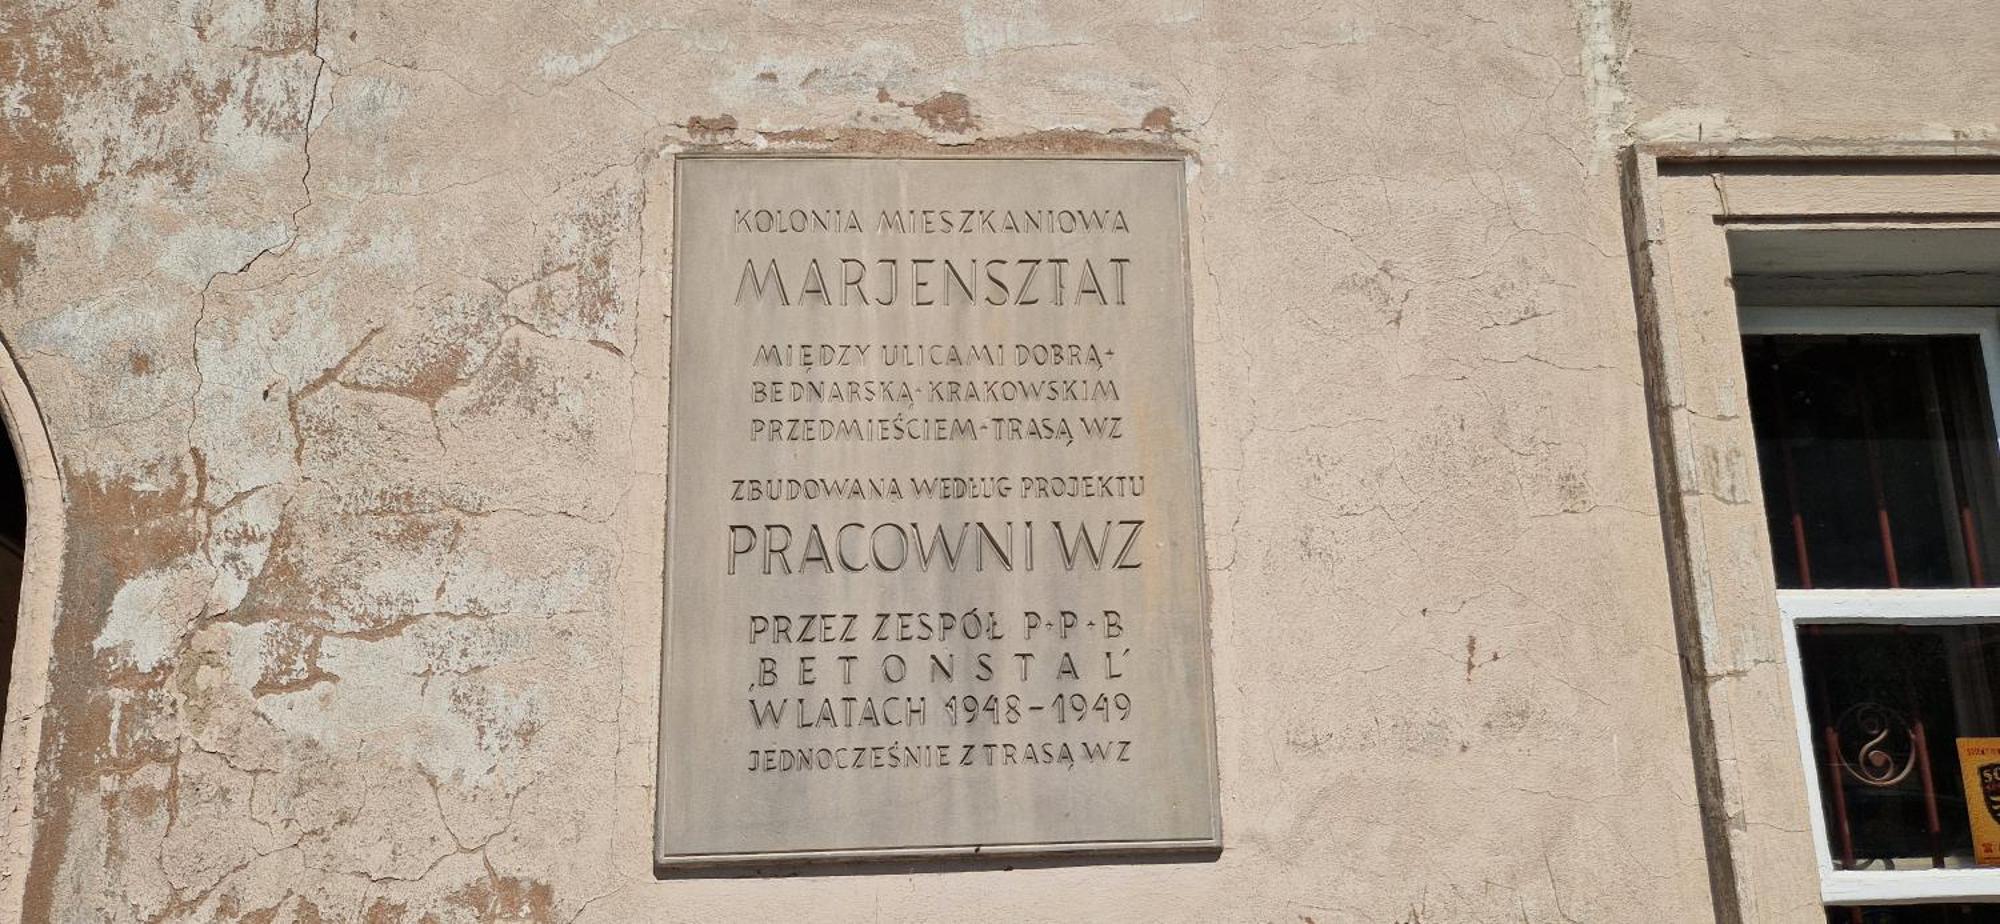 KOLONIA MIESZKANIOWA
MARJENSZTAT
MIĘDZY ULICAMI DOBRĄ+
BEDNARSKĄ+KRAKOWSKIM
PRZEDMIEŚCIEM+TRASĄ WZ
ZBUDOWANA WEDŁUG PROJEKTU
PRACOWNI WZ
PRZEZ ZESPÓŁ P+P+B
‚BETONSTAL’
W LATACH 1948-1949
JEDNOCZEŚNIE Z TRASĄ WZ